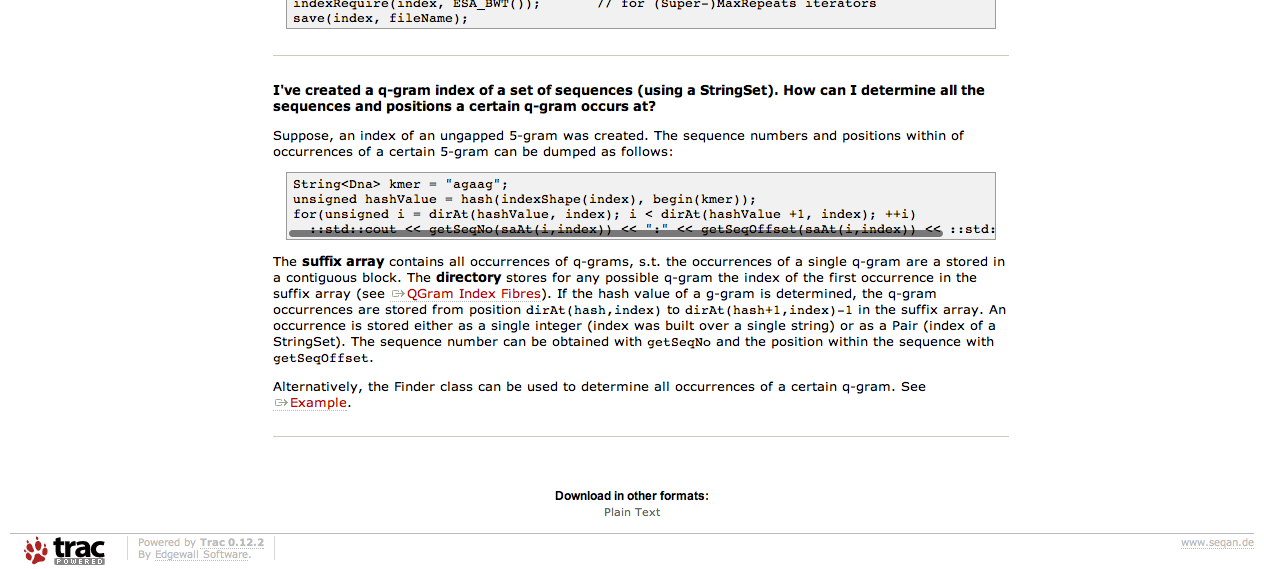 indexRequire(index, ESA_BWT());       // for (Super-)MaxRepeats iterators
save(index, fileName);
I've created a q-gram index of a set of sequences (using a StringSet). How can I determine all the
sequences and positions a certain q-gram occurs at?
Suppose, an index of an ungapped 5-gram was created. The sequence numbers and positions within of
occurrences of a certain 5-gram can be dumped as follows:
String<Dna> kmer = "agaag";
unsigned hashValue = hash(indexShape(index), begin(kmer));
for(unsigned i = dirAt(hashValue, index); i < dirAt(hashValue +1, index); ++i)
  ::std::cout << getSeqNo(saAt(i,index)) << ":" << getSeqOffset(saAt(i,index)) << ::std:
The suffix array contains all occurrences of q-grams, s.t. the occurrences of a single q-gram are a stored in
a contiguous block. The directory stores for any possible q-gram the index of the first occurrence in the
suffix array (see QGram Index Fibres). If the hash value of a g-gram is determined, the q-gram
occurrences are stored from position dirAt(hash,index) to dirAt(hash+1,index)-1 in the suffix array. An
occurrence is stored either as a single integer (index was built over a single string) or as a Pair (index of a
StringSet). The sequence number can be obtained with getSeqNo and the position within the sequence with
getSeqOffset.
Alternatively, the Finder class can be used to determine all occurrences of a certain q-gram. See
Example.
Download in other formats:
Plain Text
trac
POWERED
Powered by Trac 0.12.2
By Edgewall Software.
www.seqan.de